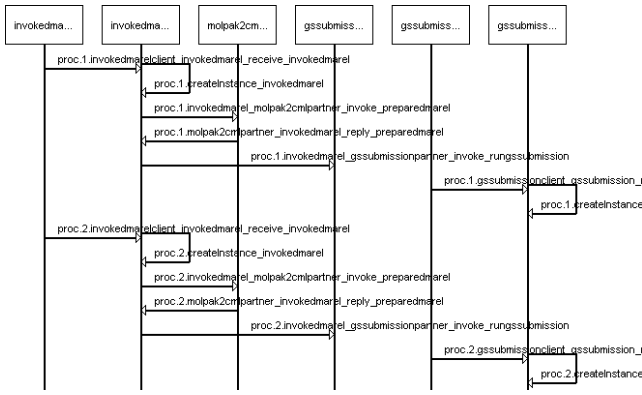 invokedma... invokedma... molpak2cm... gssubmiss... gssubmiss... gssubmiss...
proc.1.invokedmarelclient_invokedmarel_receive_invokedmarel
proc.1.createInstance_invokedmarel
proc.1.invokedmarel_molpak2cmlpartner_invoke_preparedmarel
proc.1.molpak2cmlpartner_invokedmarel_reply_preparedmarel
proc.1.invokedmarel_gssubmissionpartner_invoke_rungssubmission
proc.1.gssubmissionclient_gssubmission_r
proc.1.createInstance
proc.2.invokedmarelclient_invokedmarel_receive_invokedmarel
proc.2.createInstance_invokedmarel
proc.2.invokedmarel_molpak2cmlpartner_invoke_preparedmarel
proc.2.molpak2cmlpartner_invokedmarel_reply_preparedmarel
proc.2.invokedmarel_gssubmissionpartner_invoke_rungssubmission
proc.2.gssubmissionclient_gssubmission_r
proc.2.createInstance